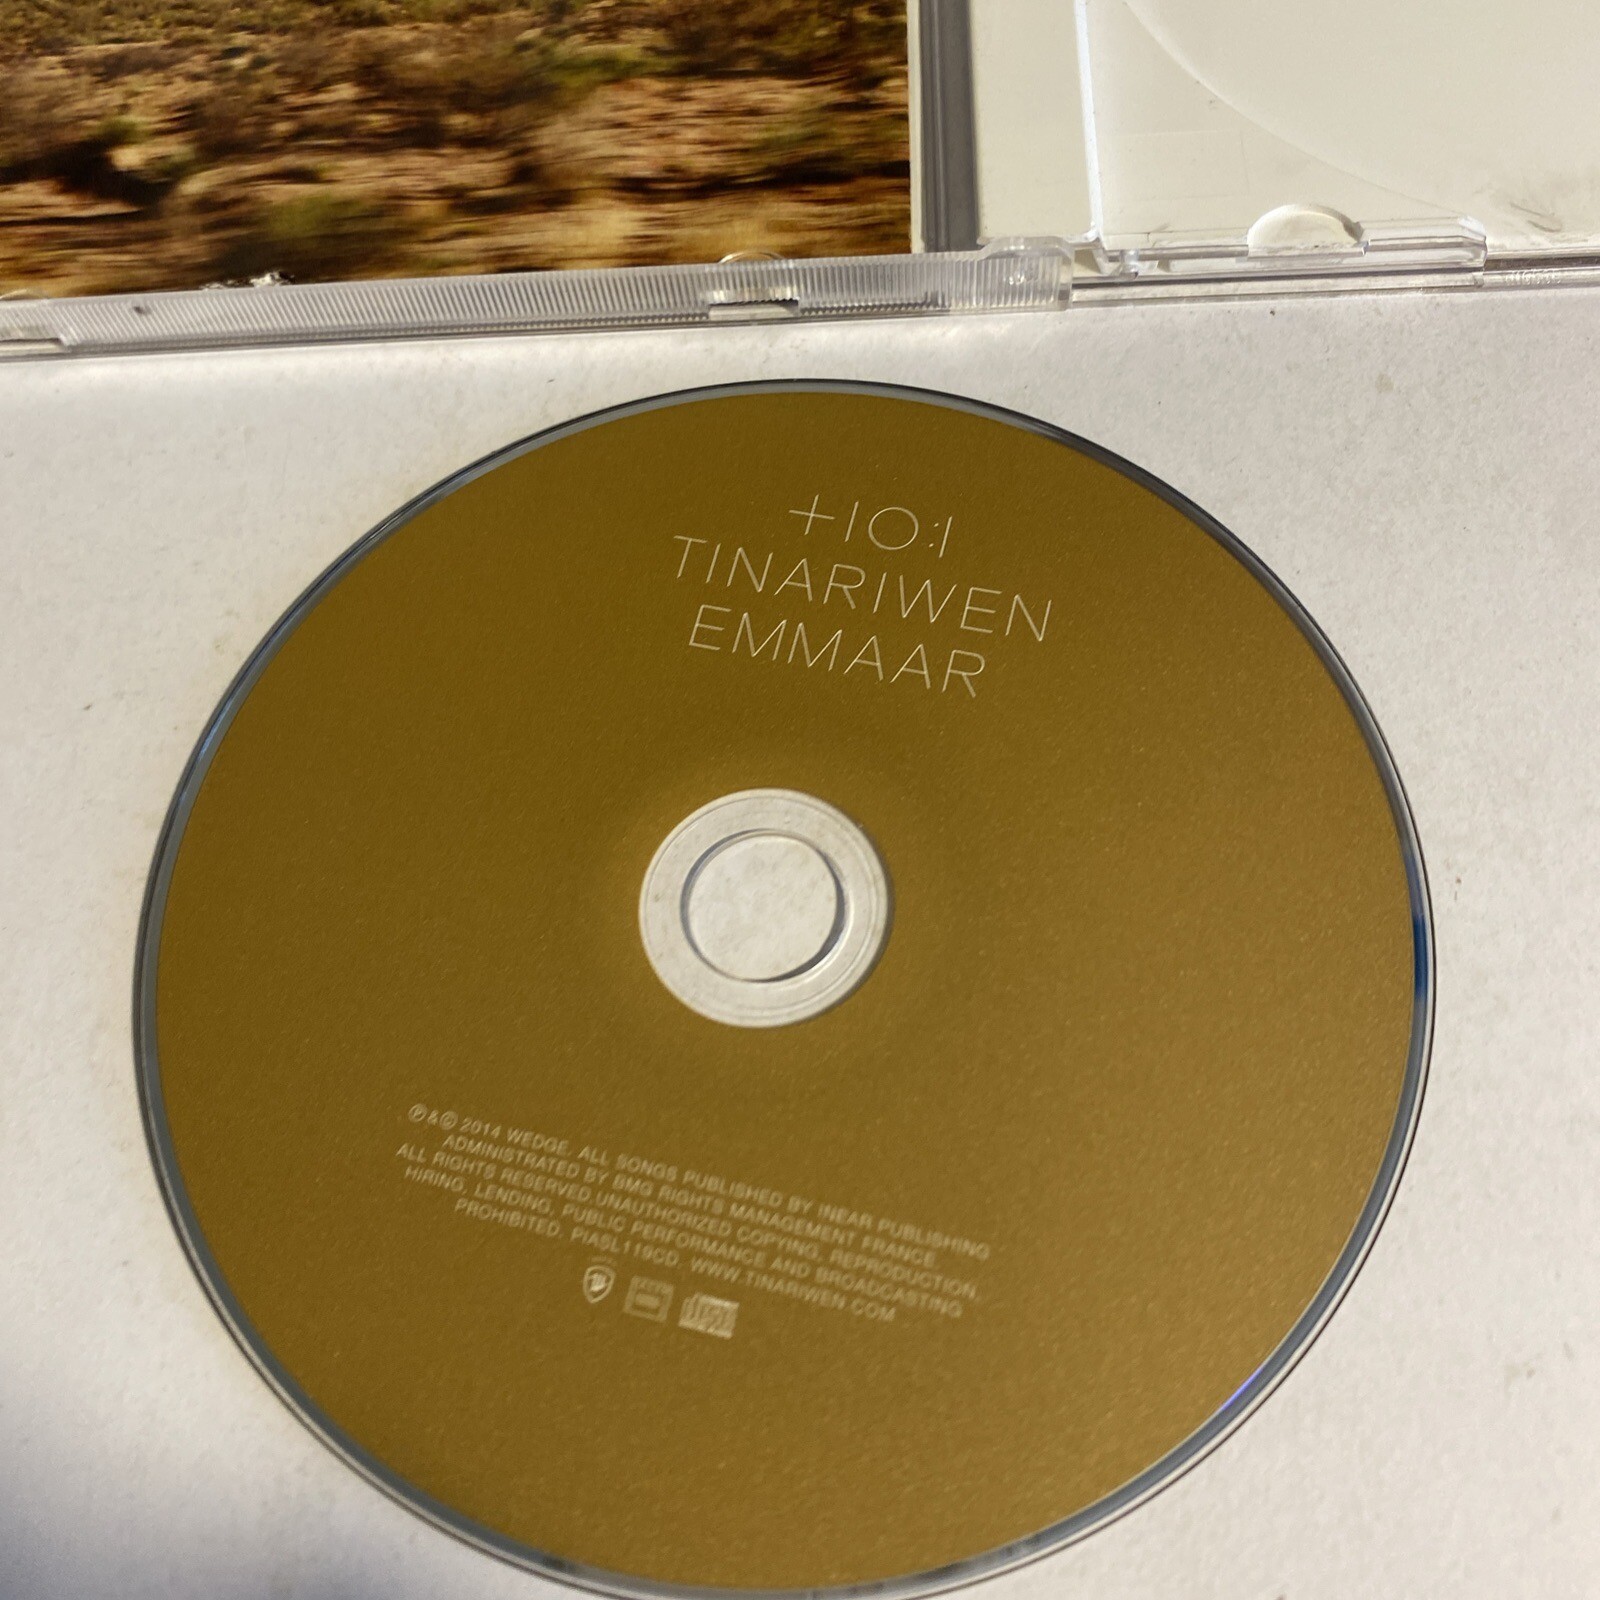 +IO:I
TINARIWEN
EMMAAR
℗&© 2014 WEDGE. ALL SONGS PUBLISHED BY INEAR PUBLISHING
ADMINISTRATED BY BMG RIGHTS MANAGEMENT FRANCE.
ALL RIGHTS RESERVED.UNAUTHORIZED COPYING, REPRODUCTION,
HIRING, LENDING, PUBLIC PERFORMANCE AND BROADCASTING
PROHIBITED. PIASL119CD. WWW.TINARIWEN.COM